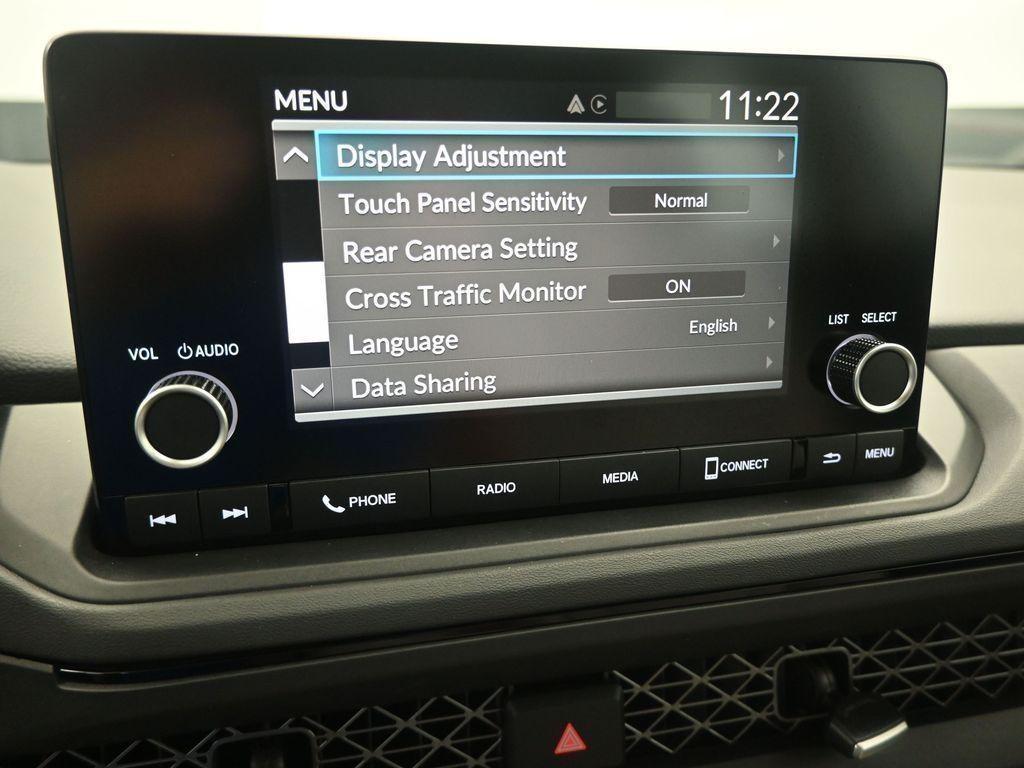 MENU 11:22
Display Adjustment
Touch Panel Sensitivity Normal
Rear Camera Setting
Cross Traffic Monitor ON
Language English
Data Sharing
VOL AUDIO
LIST SELECT
PHONE RADIO MEDIA CONNECT MENU